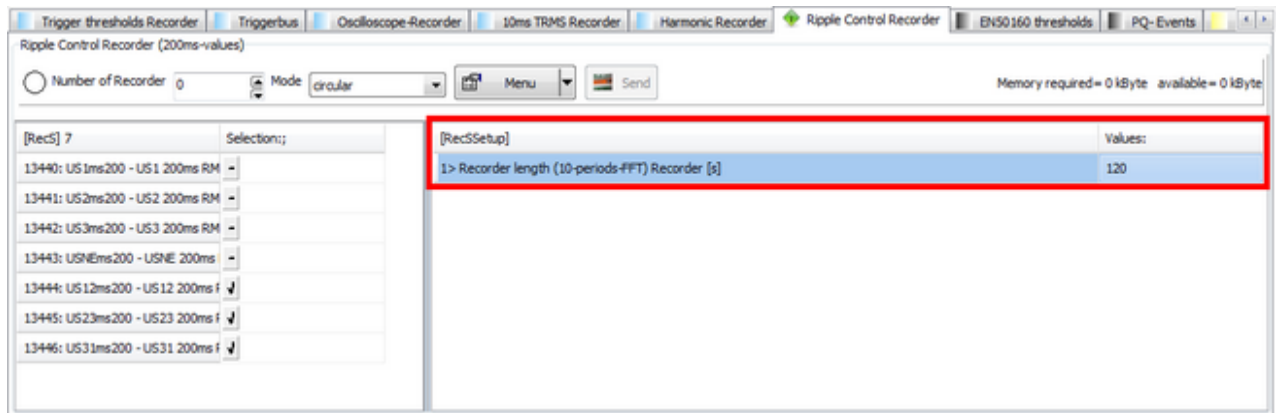 Trigger thresholds Recorder Triggerbus Oscilloscope-Recorder 10ms TRMS Recorder Harmonic Recorder Ripple Control Recorder EN50160 thresholds PQ-Events
Ripple Control Recorder (200ms-values)
Number of Recorder 0 Mode circular Menu Send Memory required= 0 kByte available= 0 kByte
[RecS] 7 Selection:; [RecSSetup] Values:
13440: US1ms200 - US1 200ms RM 1> Recorder length (10-periods-FFT) Recorder [s] 120
13441: US2ms200 - US2 200ms RM
13442: US3ms200 - US3 200ms RM
13443: USNEms200 - USNE 200ms
13444: US12ms200 - US12 200ms
13445: US23ms200 - US23 200ms
13446: US31ms200 - US31 200ms